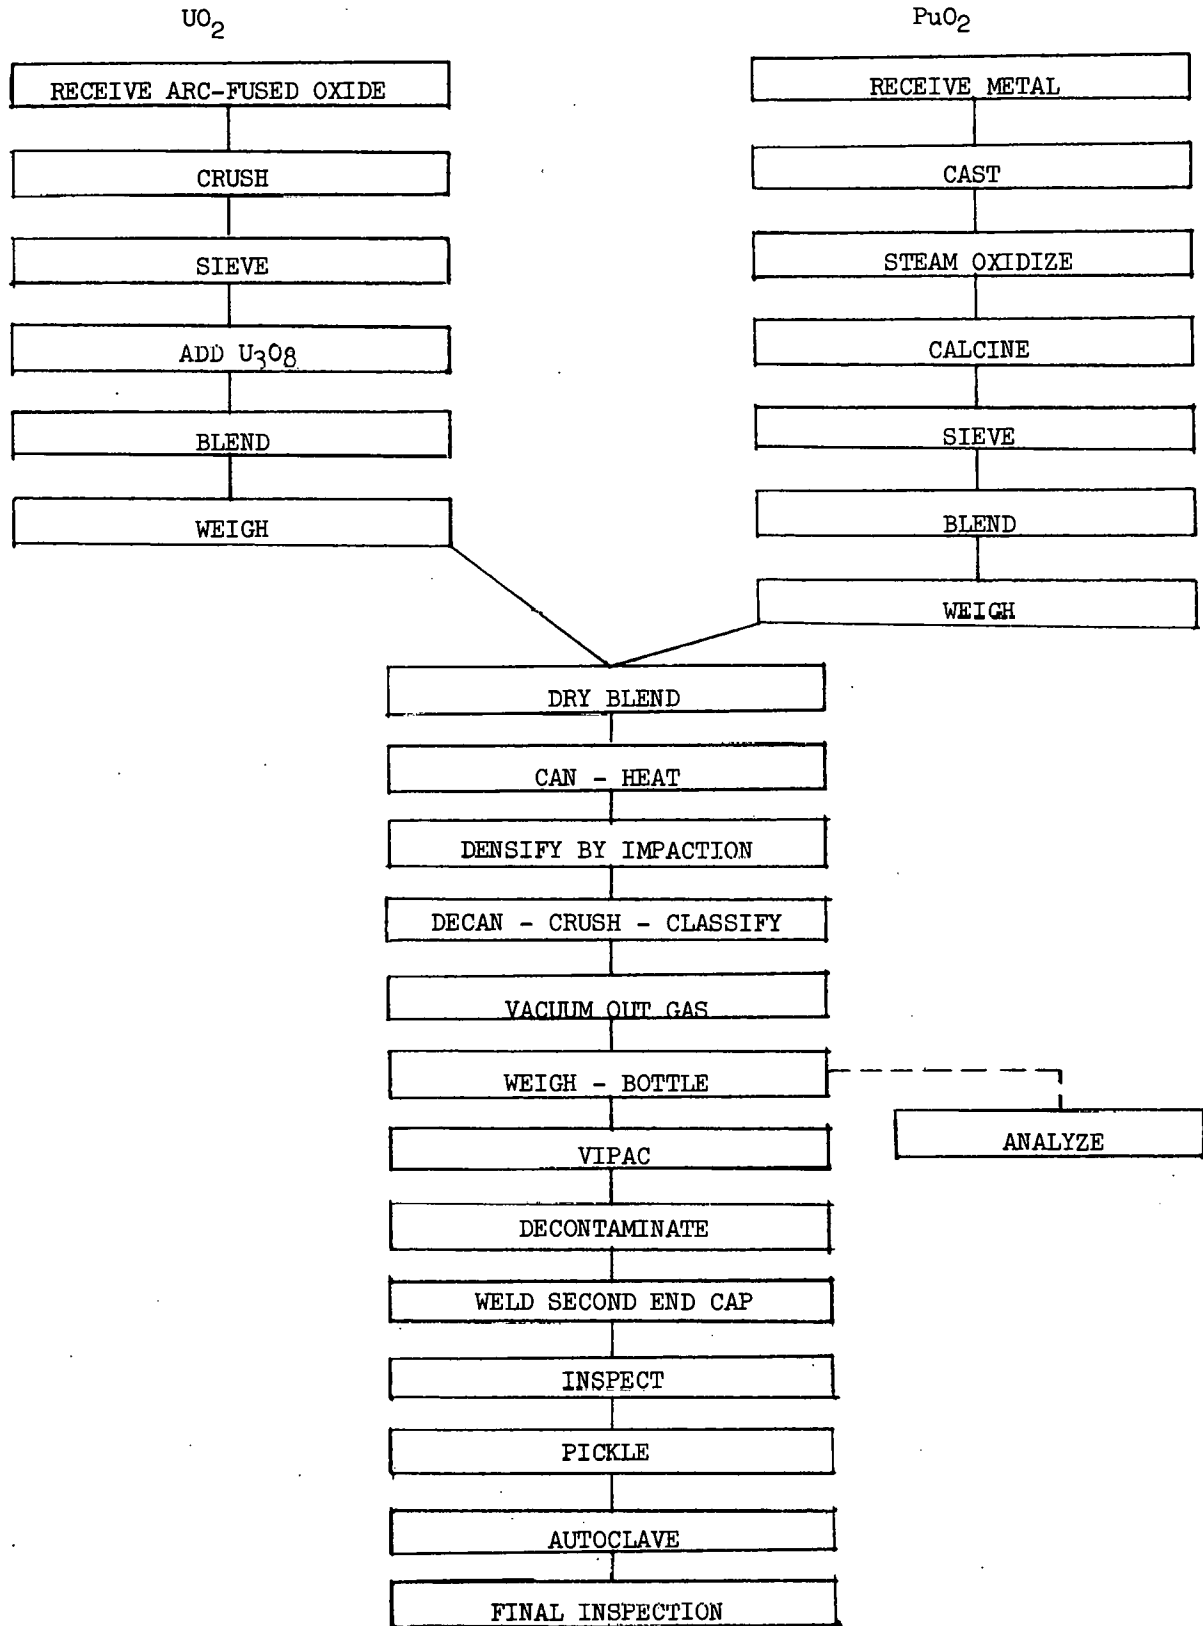 UO2
RECEIVE ARC-FUSED OXIDE
CRUSH
SIEVE
ADD U3O8
BLEND
WEIGH
PuO2
RECEIVE METAL
CAST
STEAM OXIDIZE
CALCINE
SIEVE
BLEND
WEIGH
DRY BLEND
CAN - HEAT
DENSIFY BY IMPACTION
DECAN - CRUSH - CLASSIFY
VACUUM OUT GAS
WEIGH - BOTTLE
ANALYZE
VIPAC
DECONTAMINATE
WELD SECOND END CAP
INSPECT
PICKLE
AUTOCLAVE
FINAL INSPECTION